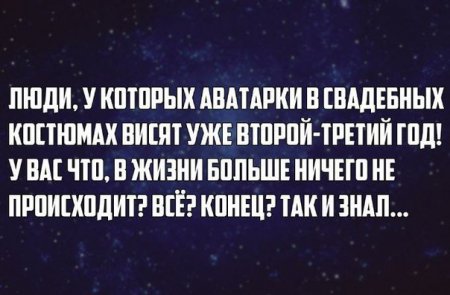 ЛЮДИ, У КОТОРЫХ АВАТАРКИ В СВАДЕБНЫХ
КОСТЮМАХ ВИСЯТ УЖЕ ВТОРОЙ-ТРЕТИЙ ГОД!
У ВАС ЧТО, В ЖИЗНИ БОЛЬШЕ НИЧЕГО НЕ
ПРОИСХОДИТ? ВСЁ? КОНЕЦ? ТАК И ЗНАЛ...